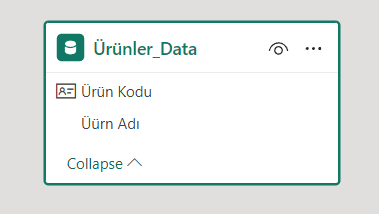 Ürünler_Data
Ürün Kodu
Üürn Adı
Collapse